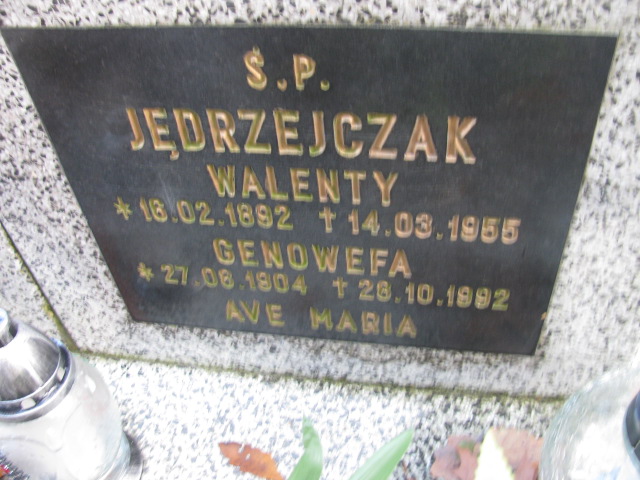 Ś.P.
JĘDRZEJCZAK
WALENTY
* 16.02.1892 † 14.03.1955
GENOWEFA
* 27.06.1904 † 26.10.1992
AVE MARIA